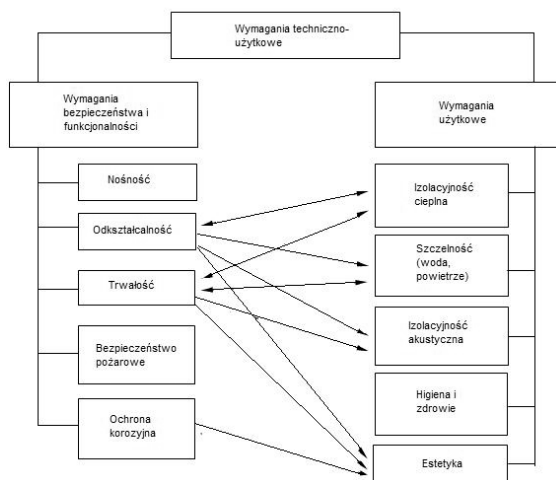 Wymagania techniczno-
użytkowe
Wymagania
bezpieczeństwa i
funkcjonalności
Wymagania
użytkowe
Nośność
Odkształcalność
Trwałość
Bezpieczeństwo
pożarowe
Ochrona
korozyjna
Izolacyjność
cieplna
Szczelność
(woda,
powietrze)
Izolacyjność
akustyczna
Higiena i
zdrowie
Estetyka